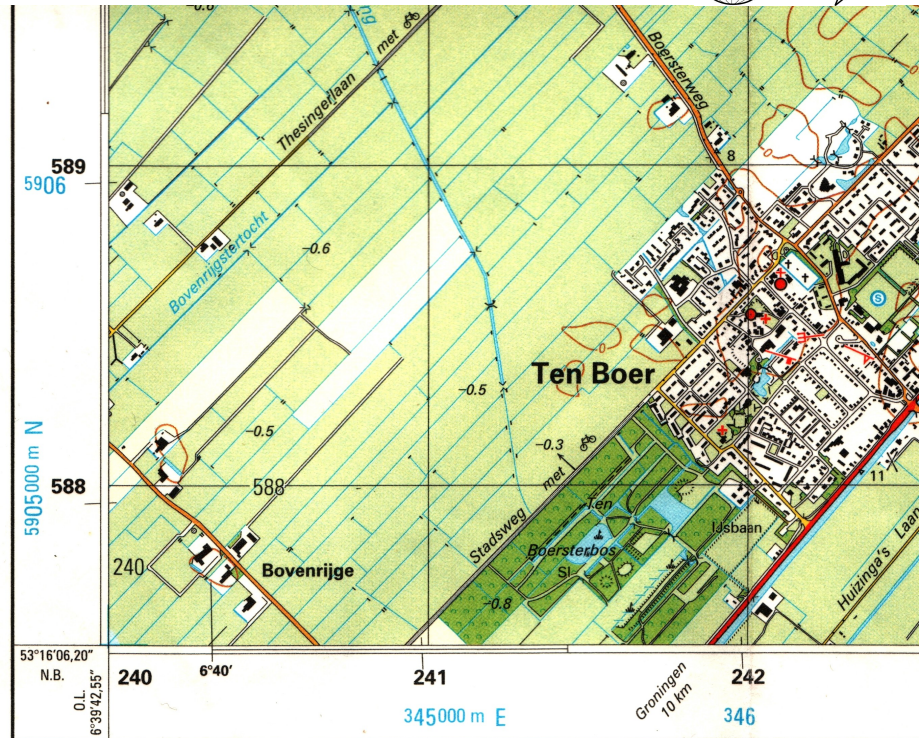 -0.6
ng
met
Thesingerlaan
Boersterweg
8
589
5906
Bovenrijgstertocht
-0.6
S
Ten Boer
-0.5
-0.5
-0.3
met
5905000 m N
588
588
11
Ten
IJsbaan
Stadsweg
Boersterbos
Sl
240
Bovenrijge
-0.8
Huizinga's Laan
53°16'06,20"
N.B.
O.L.
6°39'42,55"
240
6°40'
241
242
Groningen
10 km
345000 m E
346